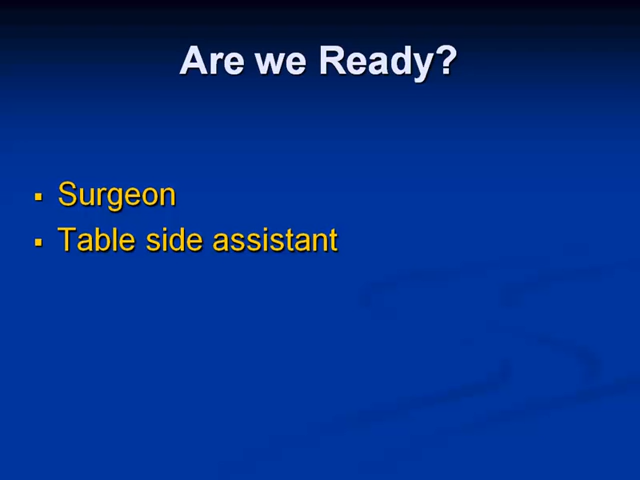 Are we Ready?
▪ Surgeon
▪ Table side assistant